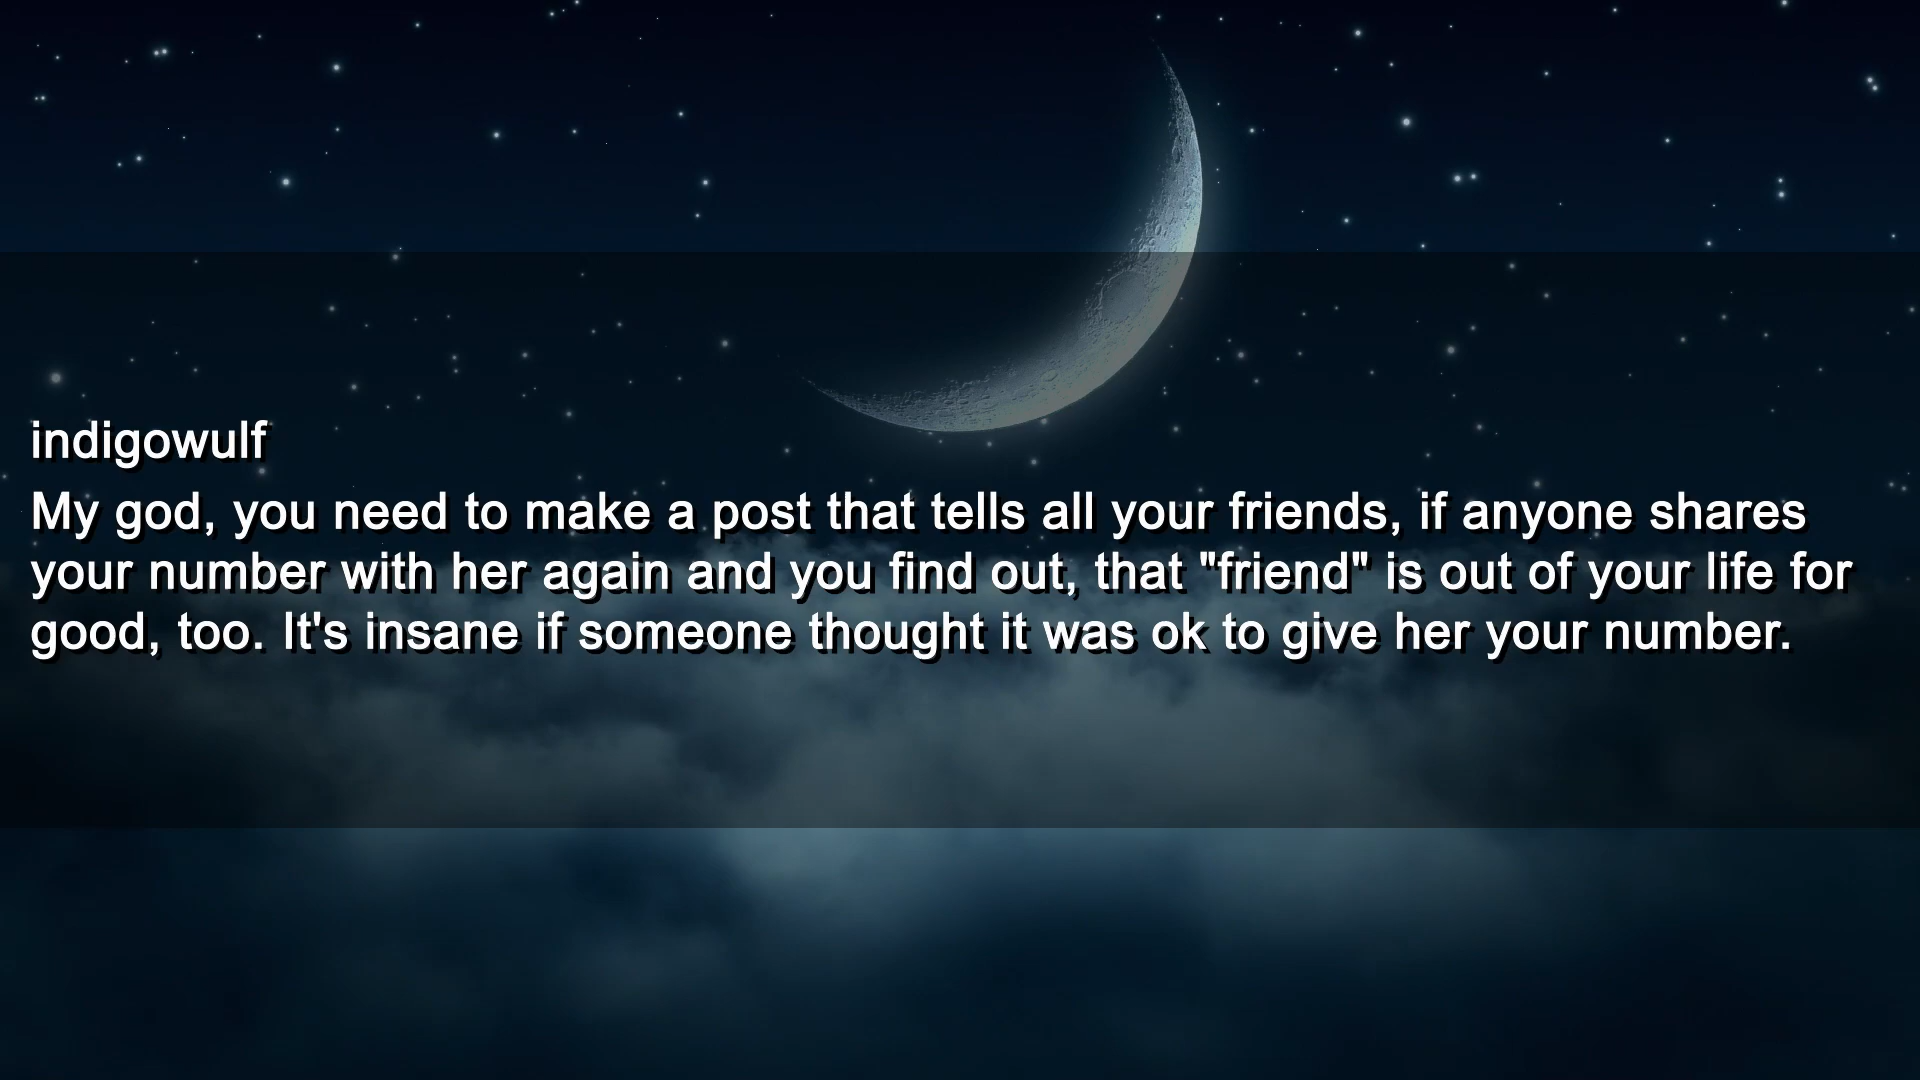 indigowulf
My god, you need to make a post that tells all your friends, if anyone shares
your number with her again and you find out, that "friend" is out of your life for
good, too. It's insane if someone thought it was ok to give her your number.